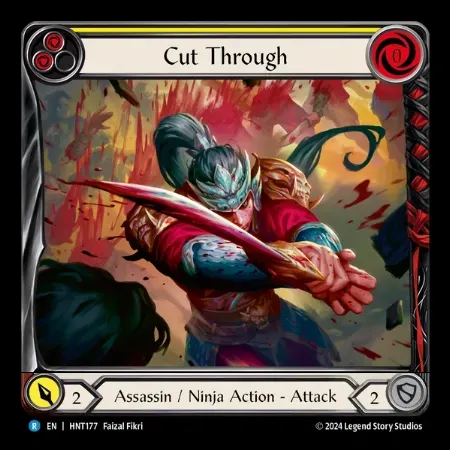 Cut Through
0
2
Assassin / Ninja Action - Attack
2
R EN | HNT177 Faizal Fikri
© 2024 Legend Story Studios